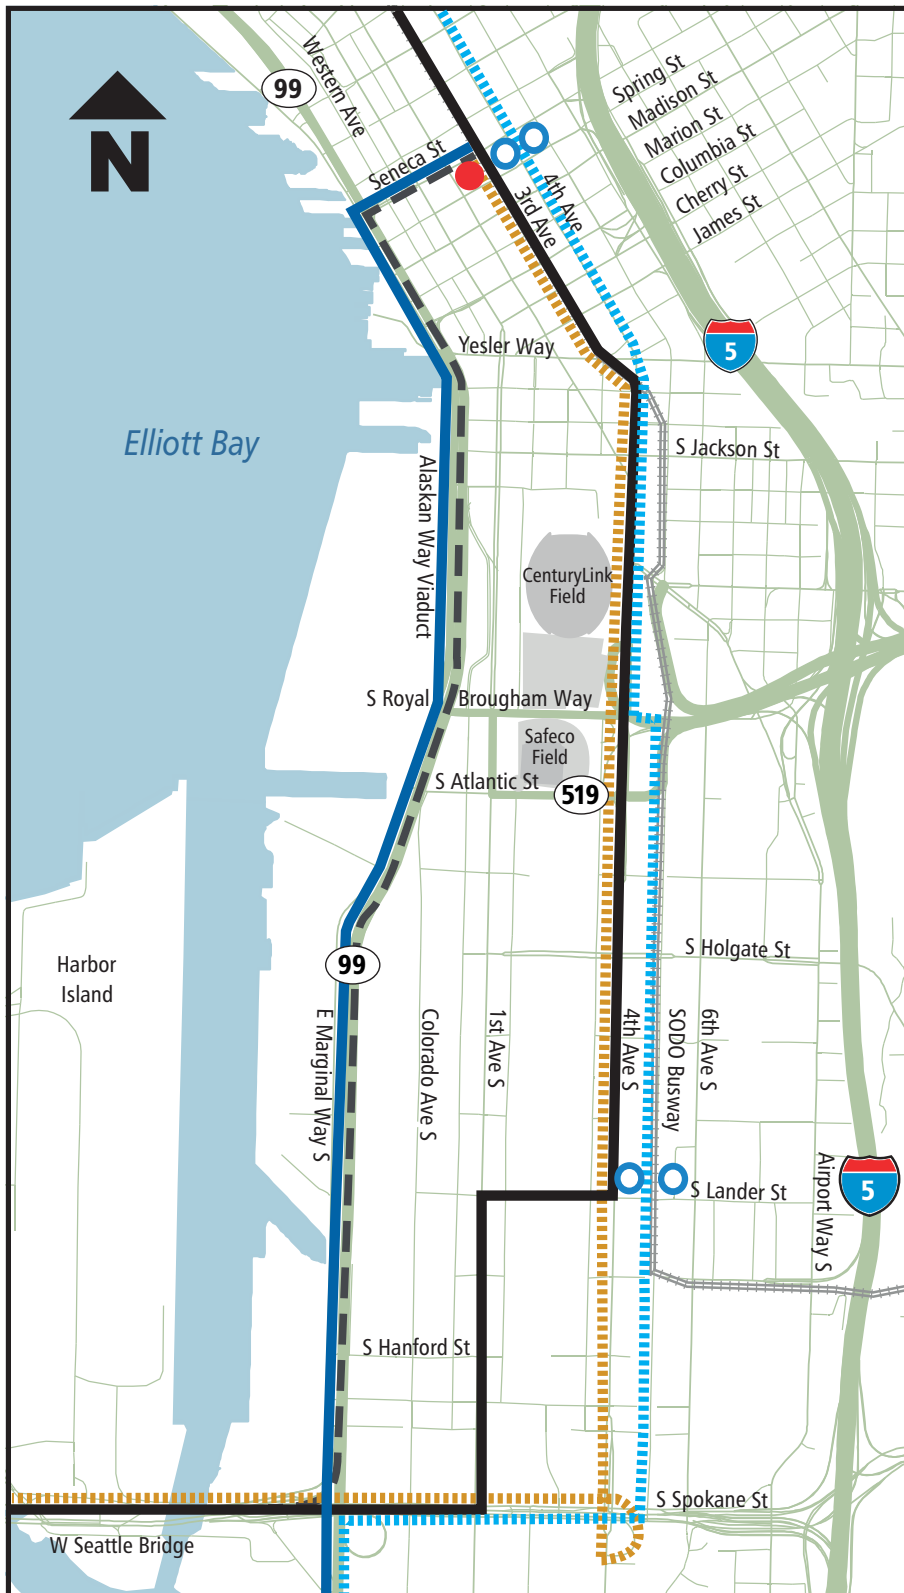 99
Western Ave
Spring St
Madison St
Marion St
Columbia St
Cherry St
James St
Seneca St
4th Ave
3rd Ave
N
5
Yesler Way
Elliott Bay
S Jackson St
Alaskan Way Viaduct
CenturyLink
Field
S Royal Brougham Way
Safeco
Field
S Atlantic St
519
S Holgate St
Harbor
Island
99
E Marginal Way S
Colorado Ave S
1st Ave S
4th Ave S
SODO Busway
6th Ave S
Airport Way S
5
S Lander St
S Hanford St
S Spokane St
W Seattle Bridge